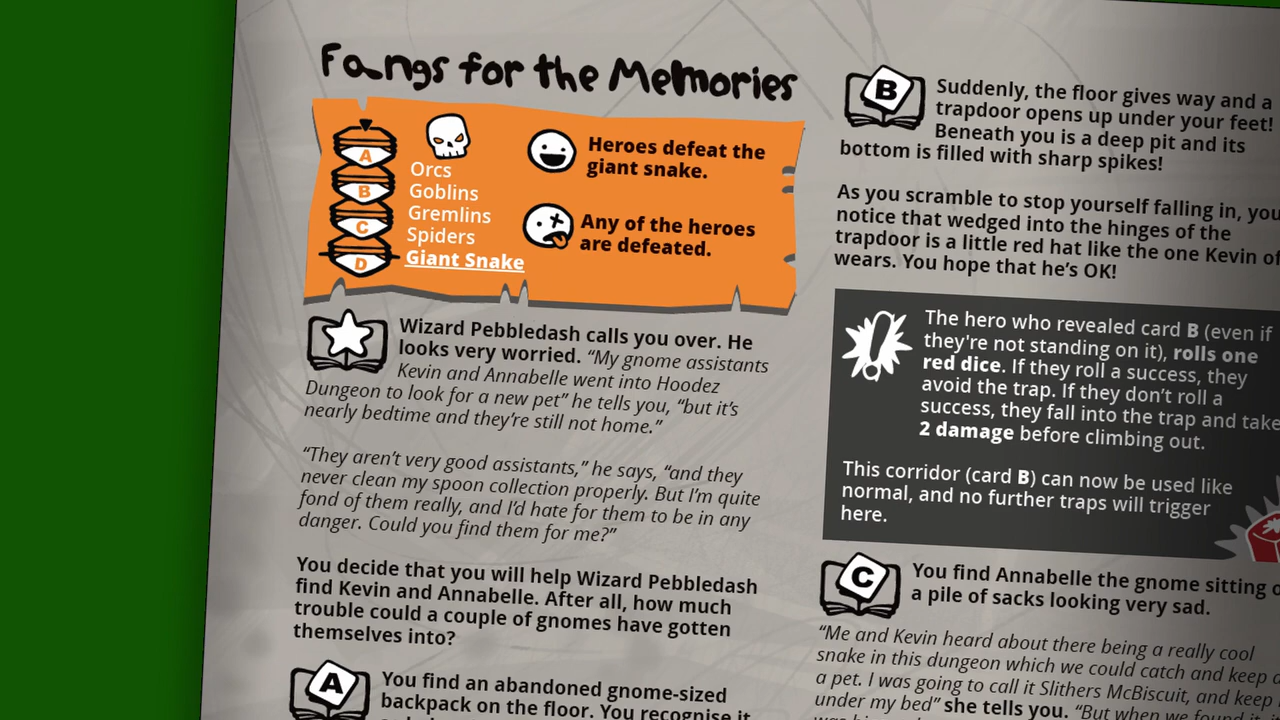 Fangs for the Memories
A
B
C
D
Orcs
Goblins
Gremlins
Spiders
Giant Snake
Heroes defeat the
giant snake.
Any of the heroes
are defeated.
Wizard Pebbledash calls you over. He
looks very worried. “My gnome assistants
Kevin and Annabelle went into Hoodez
Dungeon to look for a new pet” he tells you, “but it’s
nearly bedtime and they’re still not home.”
“They aren’t very good assistants,” he says, “and they
never clean my spoon collection properly. But I’m quite
fond of them really, and I’d hate for them to be in any
danger. Could you find them for me?”
You decide that you will help Wizard Pebbledash
find Kevin and Annabelle. After all, how much
trouble could a couple of gnomes have gotten
themselves into?
A
You find an abandoned gnome-sized
backpack on the floor. You recognise it
B
Suddenly, the floor gives way and a
trapdoor opens up under your feet!
Beneath you is a deep pit and its
bottom is filled with sharp spikes!
As you scramble to stop yourself falling in, you
notice that wedged into the hinges of the
trapdoor is a little red hat like the one Kevin
wears. You hope that he’s OK!
The hero who revealed card B (even if
they're not standing on it), rolls one
red dice. If they roll a success, they
avoid the trap. If they don’t roll a
success, they fall into the trap and take
2 damage before climbing out.
This corridor (card B) can now be used like
normal, and no further traps will trigger
here.
C
You find Annabelle the gnome sitting
a pile of sacks looking very sad.
“Me and Kevin heard about there being a really cool
snake in this dungeon which we could catch and keep
a pet. I was going to call it Slithers McBiscuit, and keep
under my bed” she tells you. “But when we found it